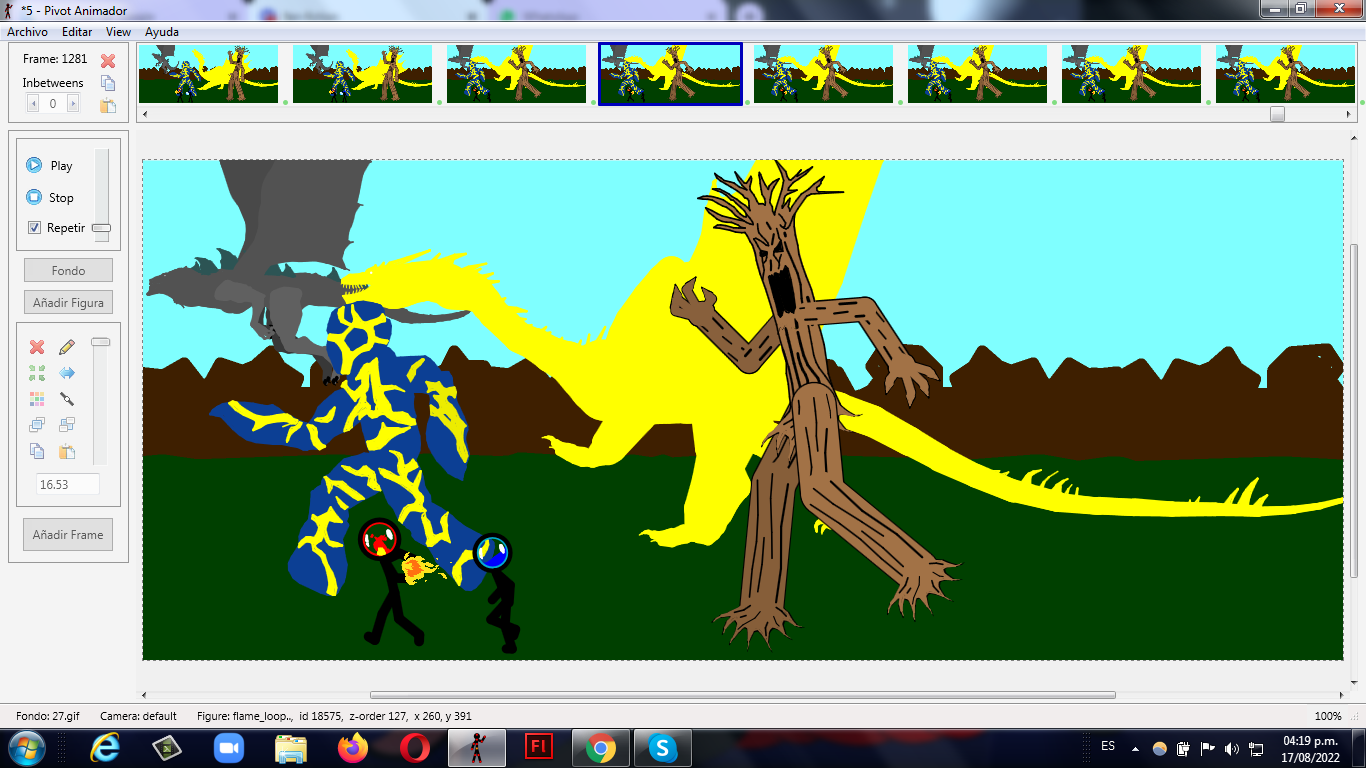 *5 - Pivot Animador
Archivo Editar View Ayuda
Frame: 1281
Inbetweens
0
Play
Stop
Repetir
Fondo
Añadir Figura
16.53
Añadir Frame
Fondo: 27.gif Camera: default Figure: flame_loop.., id 18575, z-order 127, x 260, y 391 100%
Fl
ES
04:19 p.m.
17/08/2022